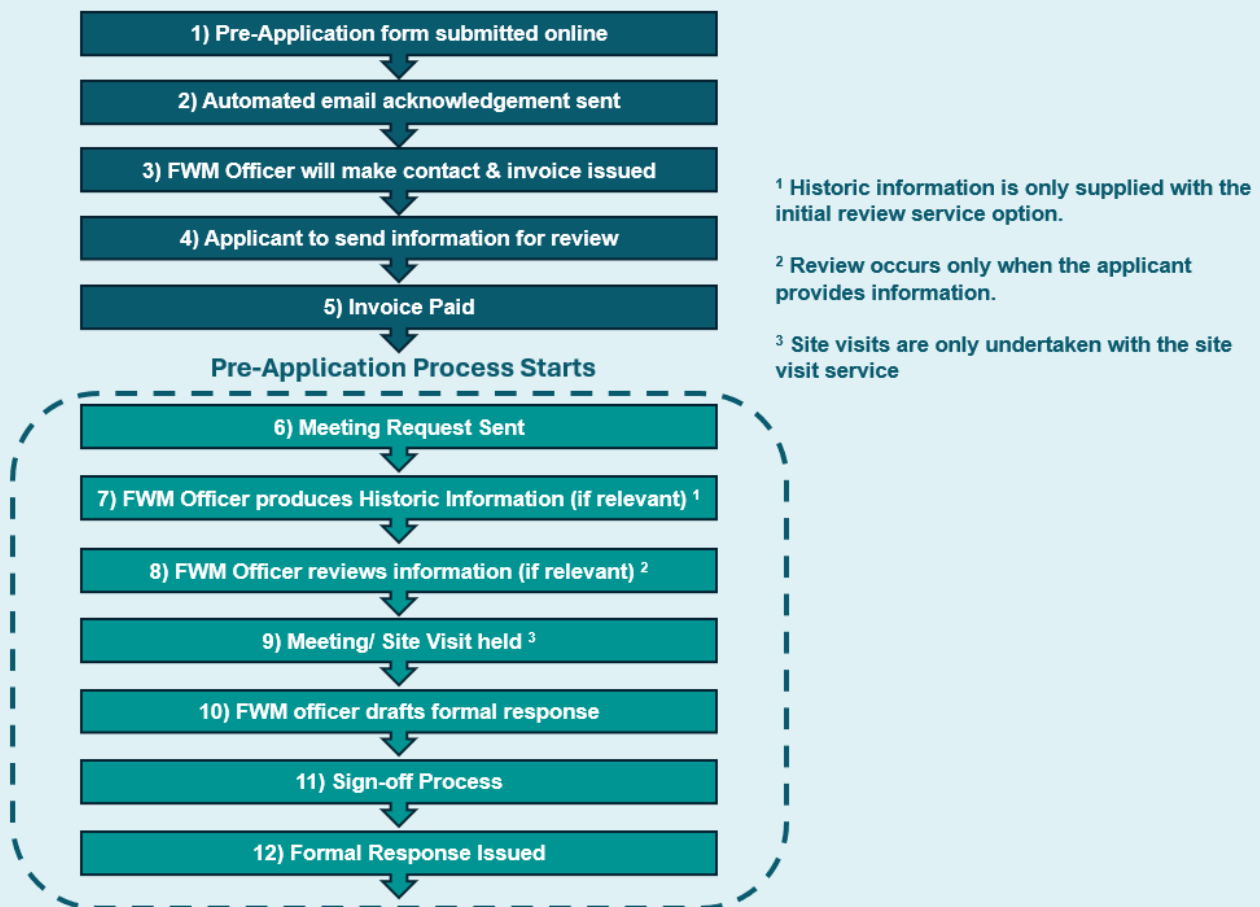 1) Pre-Application form submitted online
2) Automated email acknowledgement sent
3) FWM Officer will make contact & invoice issued
4) Applicant to send information for review
5) Invoice Paid
Pre-Application Process Starts
6) Meeting Request Sent
7) FWM Officer produces Historic Information (if relevant) ¹
8) FWM Officer reviews information (if relevant) ²
9) Meeting/ Site Visit held ³
10) FWM officer drafts formal response
11) Sign-off Process
12) Formal Response Issued
¹ Historic information is only supplied with the
initial review service option.
² Review occurs only when the applicant
provides information.
³ Site visits are only undertaken with the site
visit service